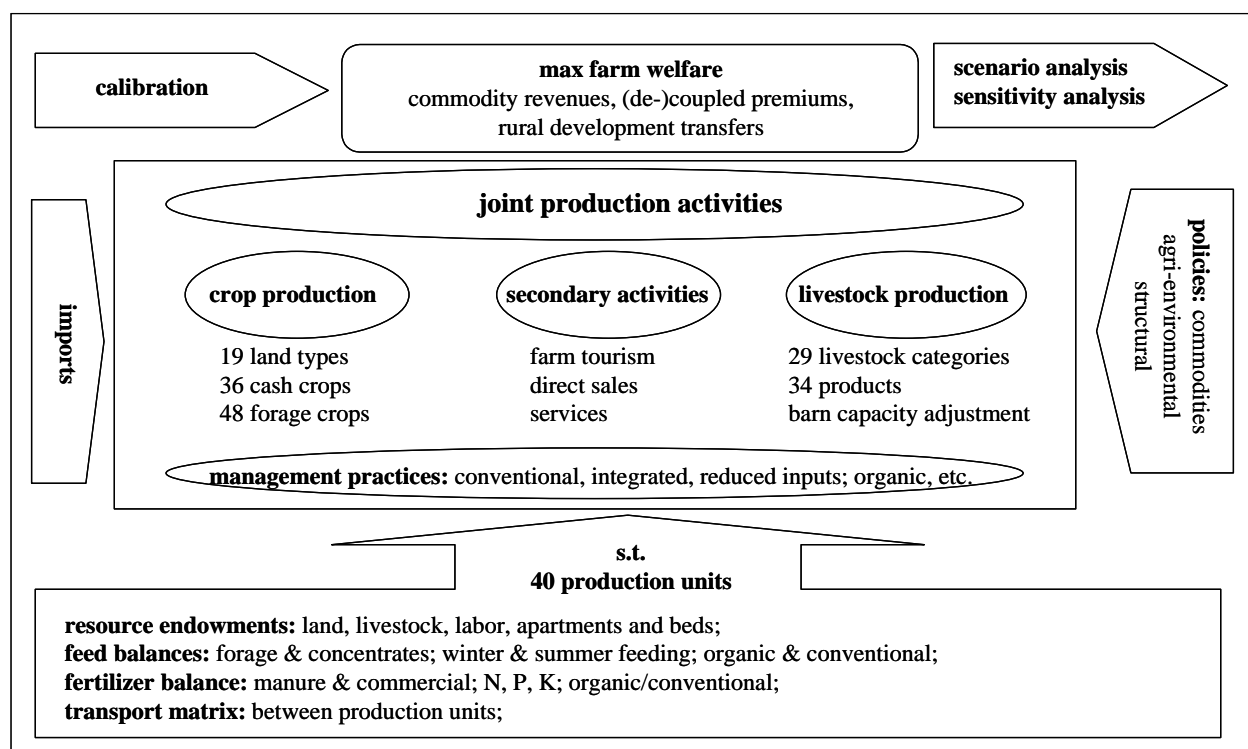 calibration
max farm welfare
commodity revenues, (de-)coupled premiums,
rural development transfers
scenario analysis
sensitivity analysis
imports
joint production activities
crop production
19 land types
36 cash crops
48 forage crops
secondary activities
farm tourism
direct sales
services
livestock production
29 livestock categories
34 products
barn capacity adjustment
management practices: conventional, integrated, reduced inputs; organic, etc.
policies: commodities
agri-environmental
structural
s.t.
40 production units
resource endowments: land, livestock, labor, apartments and beds;
feed balances: forage & concentrates; winter & summer feeding; organic & conventional;
fertilizer balance: manure & commercial; N, P, K; organic/conventional;
transport matrix: between production units;